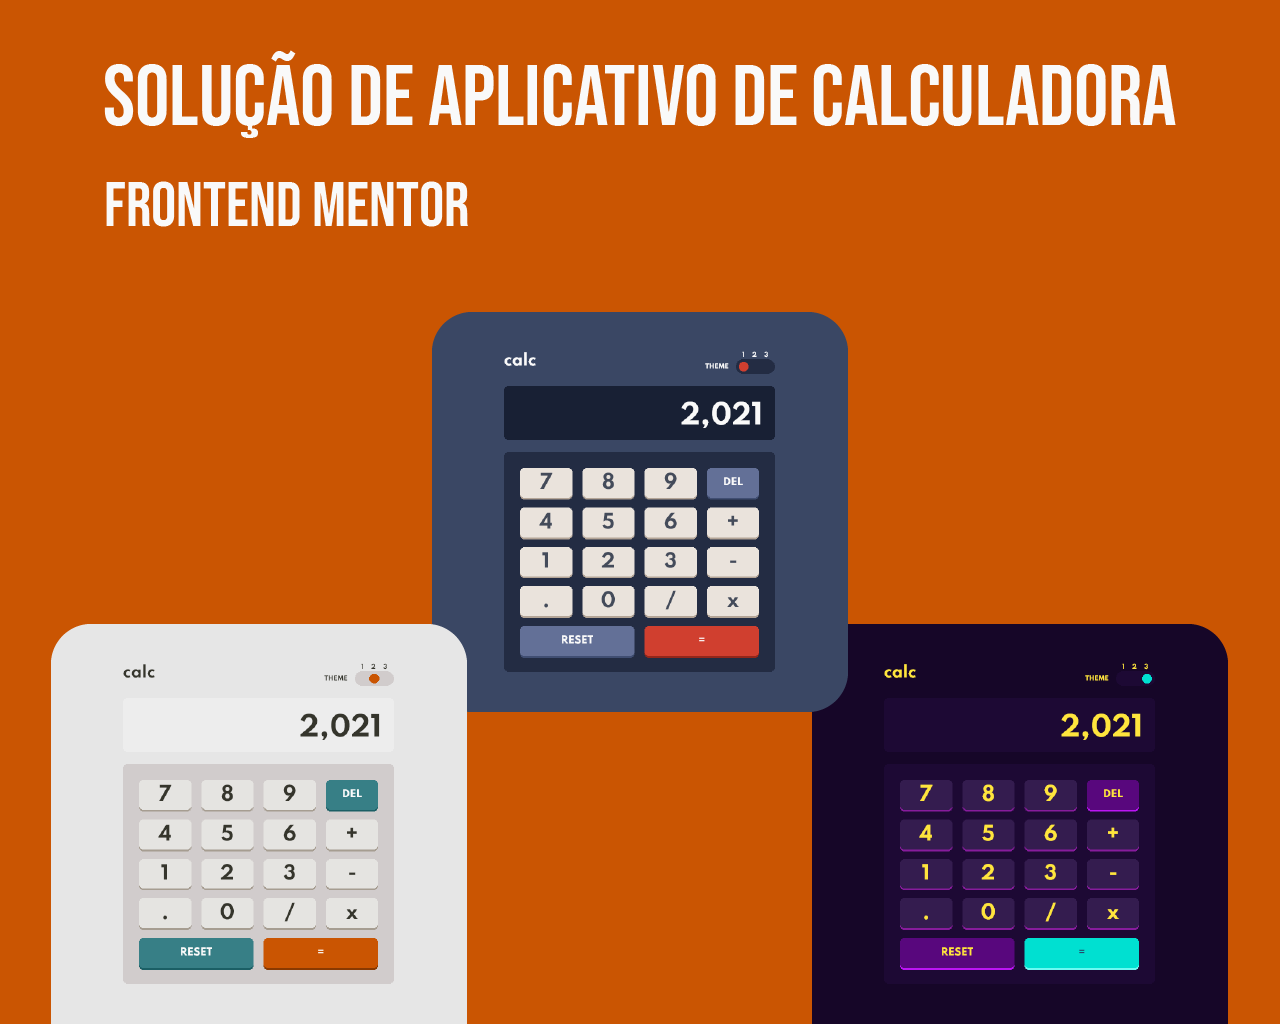 SOLUÇÃO DE APLICATIVO DE CALCULADORA
FRONTEND MENTOR
1 2 3
calc THEME
2,021
7 8 9 DEL
4 5 6 +
1 2 3 -
. 0 / x
RESET =
1 2 3
calc THEME
2,021
7 8 9 DEL
4 5 6 +
1 2 3 -
. 0 / x
RESET =
1 2 3
calc THEME
2,021
7 8 9 DEL
4 5 6 +
1 2 3 -
. 0 / x
RESET =